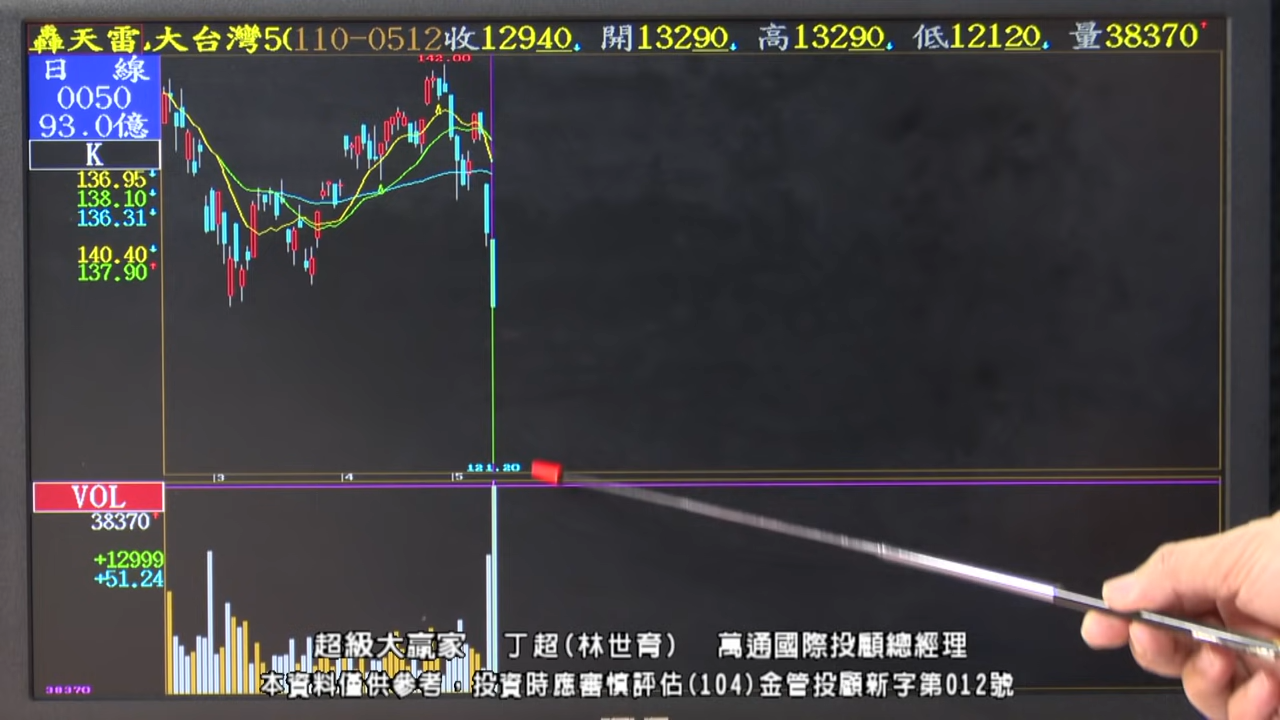 轟天雷,大台灣5(110-0512收12940 開13290 高13290 低12120 量38370
142.00
日 線
0050
93.0億
K
136.95
138.10
136.31
140.40
137.90
121.20
3 4 5
VOL
38370
+12999
+51.24
38370
超級大贏家 丁超(林世育) 萬通國際投顧總經理
本資料僅供參考,投資時應審慎評估(104)金管投顧新字第012號